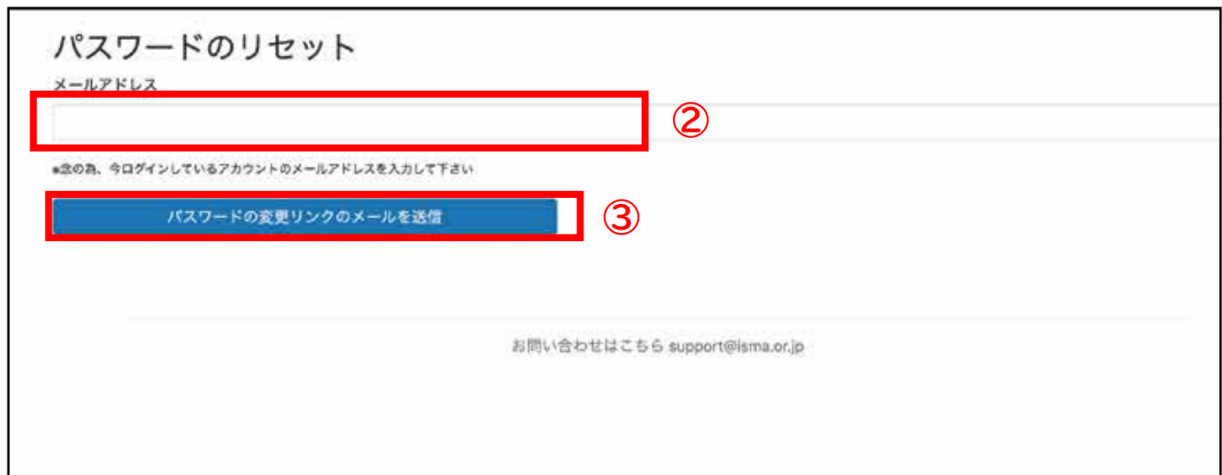 パスワードのリセット
メールアドレス
②
*念の為、今ログインしているアカウントのメールアドレスを入力して下さい
パスワードの変更リンクのメールを送信
③
お問い合わせはこちら support@isma.or.jp